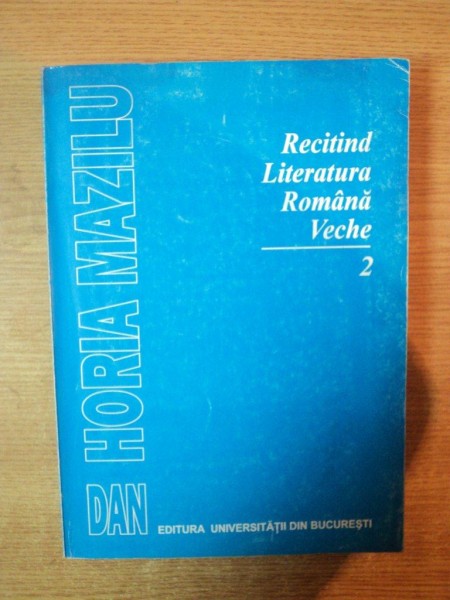 DAN HORIA MAZILU
Recitind
Literatura
Română
Veche
2
EDITURA UNIVERSITĂȚII DIN BUCUREȘTI